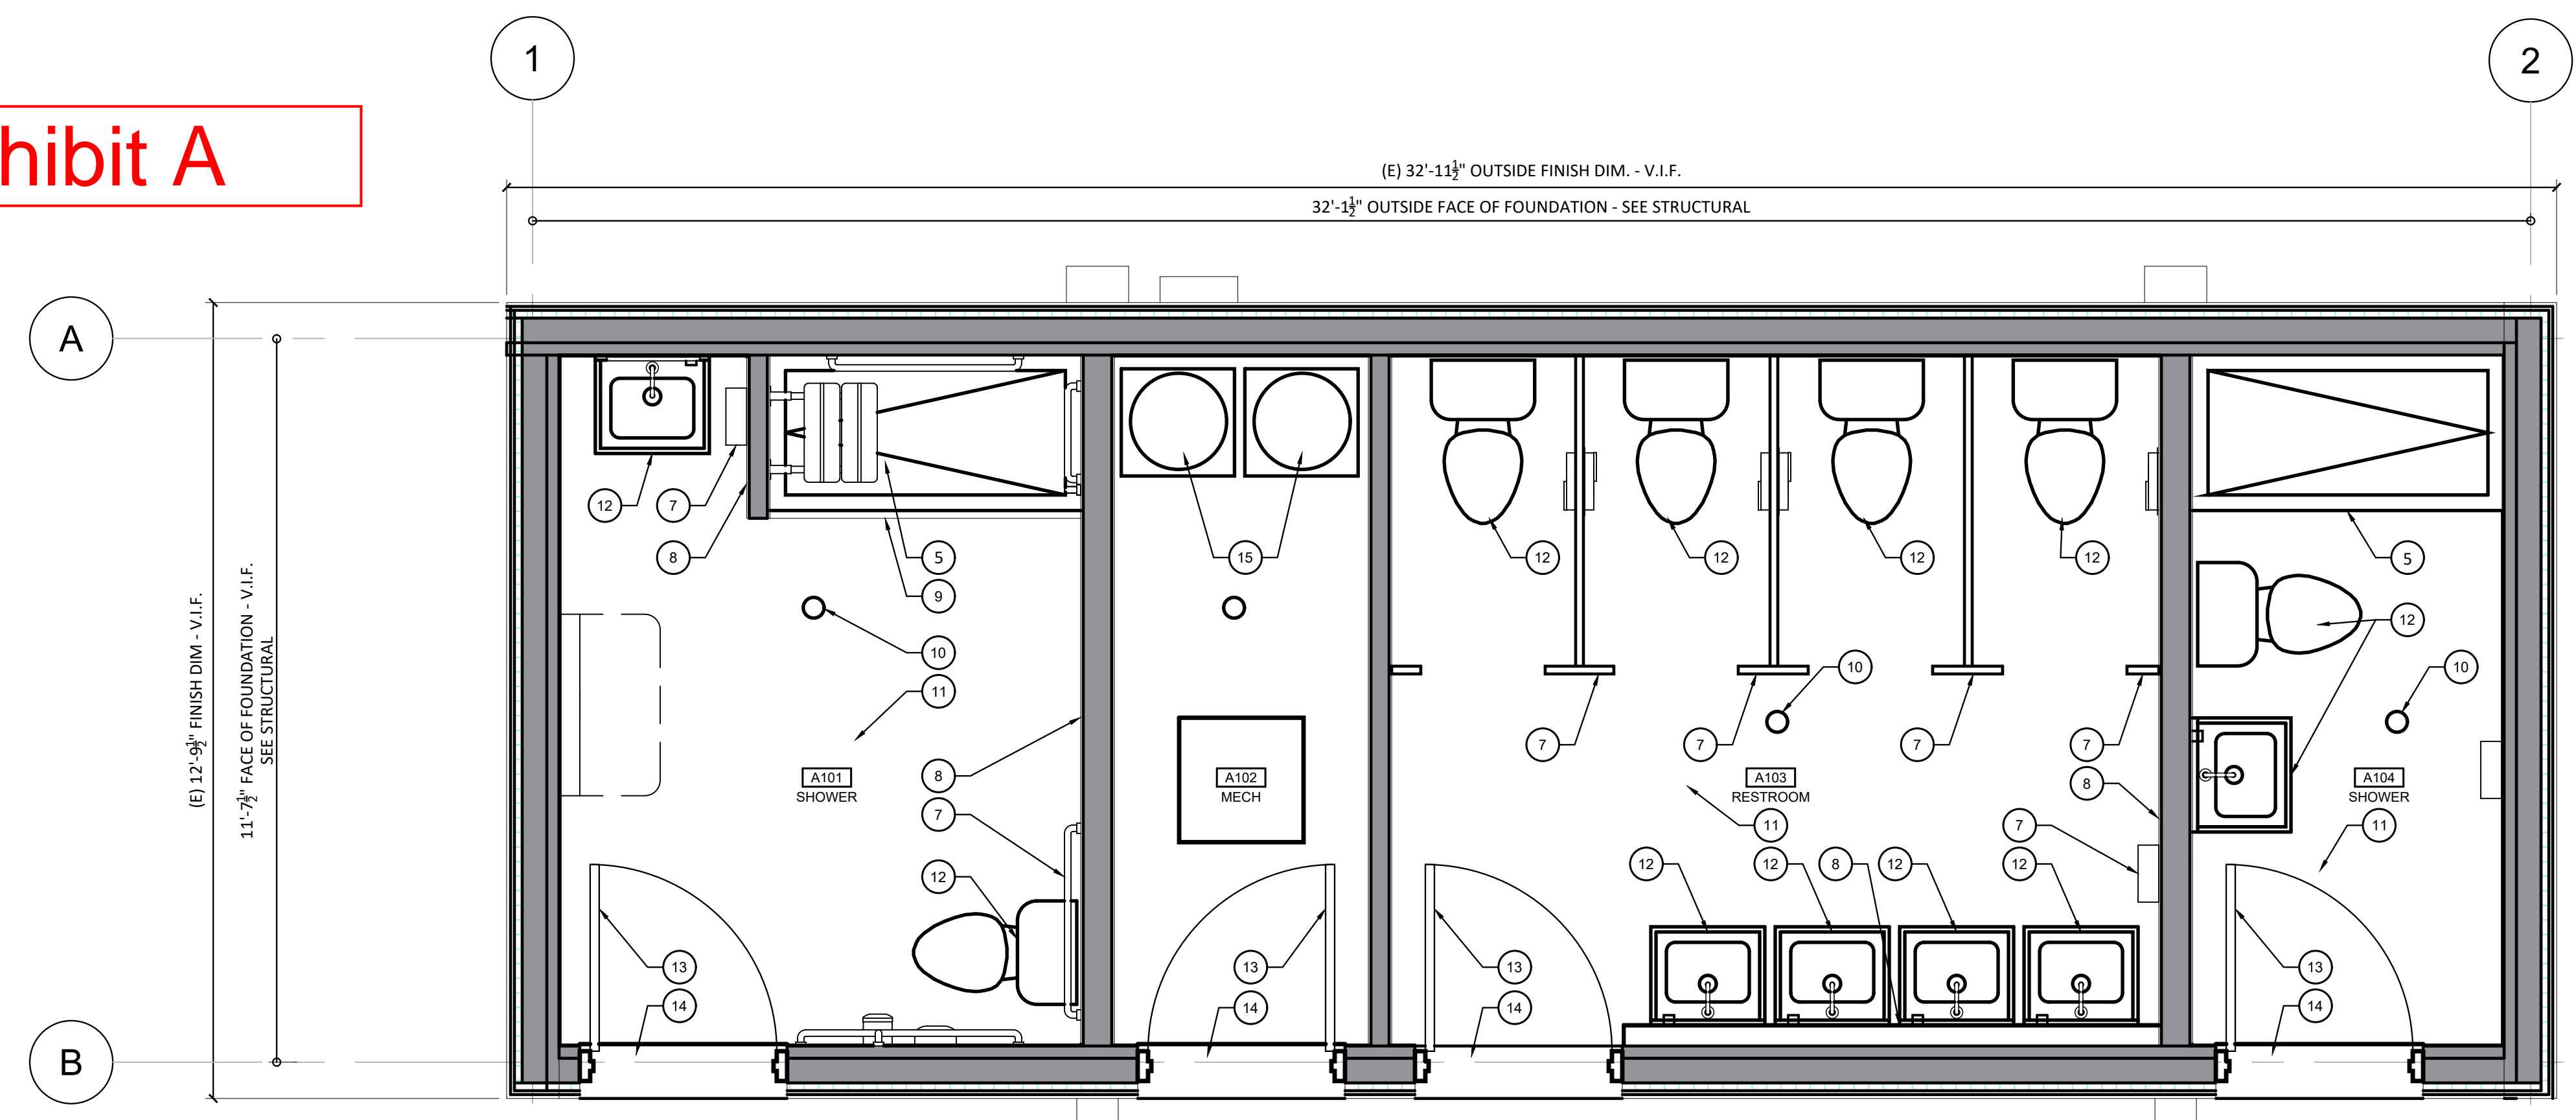 1
2
hibit A
(E) 32'-11½" OUTSIDE FINISH DIM. - V.I.F.
32'-1½" OUTSIDE FACE OF FOUNDATION - SEE STRUCTURAL
A
B
(E) 12'-9½" FINISH DIM - V.I.F.
11'-7½" FACE OF FOUNDATION - V.I.F.
SEE STRUCTURAL
12
7
8
5
9
10
11
A101
SHOWER
8
7
12
13
14
15
A102
MECH
13
14
12
12
12
12
7
7
7
7
10
8
A103
RESTROOM
11
7
12
12
8
12
12
13
14
5
12
10
A104
SHOWER
11
13
14